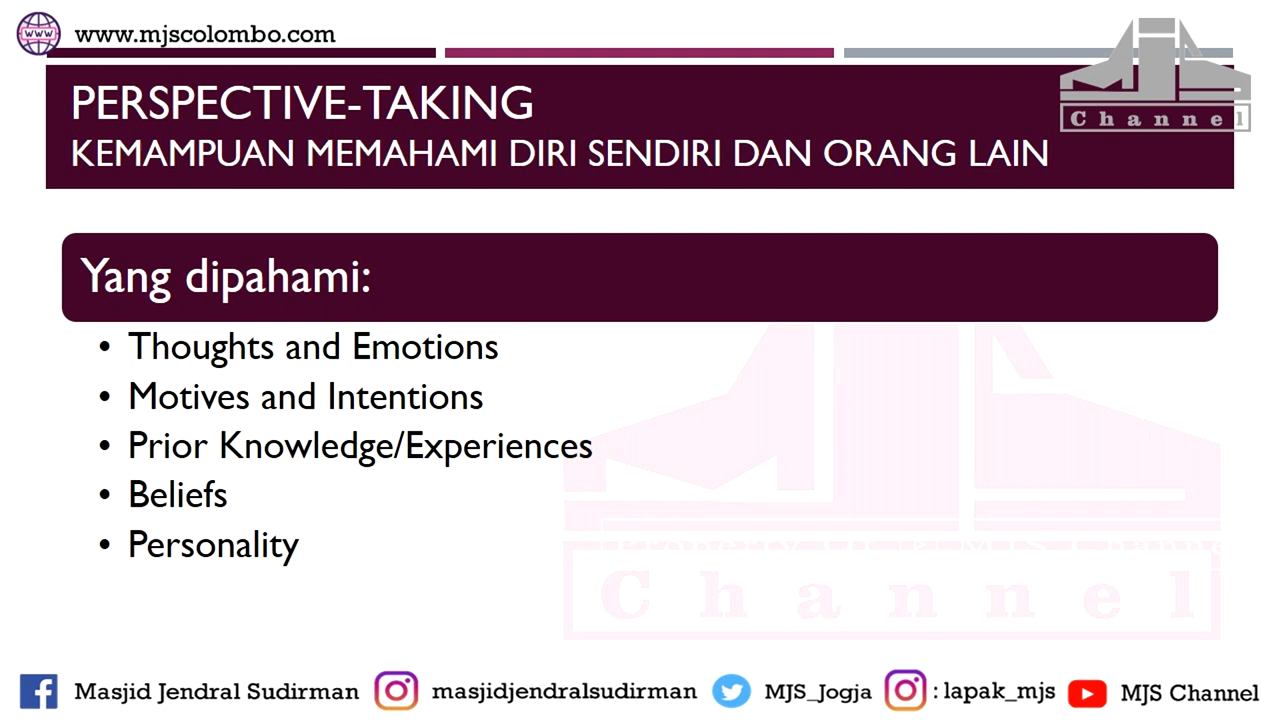 www.mjscolombo.com
PERSPECTIVE-TAKING
KEMAMPUAN MEMAHAMI DIRI SENDIRI DAN ORANG LAIN
MJS
Channel
Yang dipahami:
• Thoughts and Emotions
• Motives and Intentions
• Prior Knowledge/Experiences
• Beliefs
• Personality
Channel
Masjid Jendral Sudirman
masjidjendralsudirman
MJS_Jogja
: lapak_mjs
MJS Channel